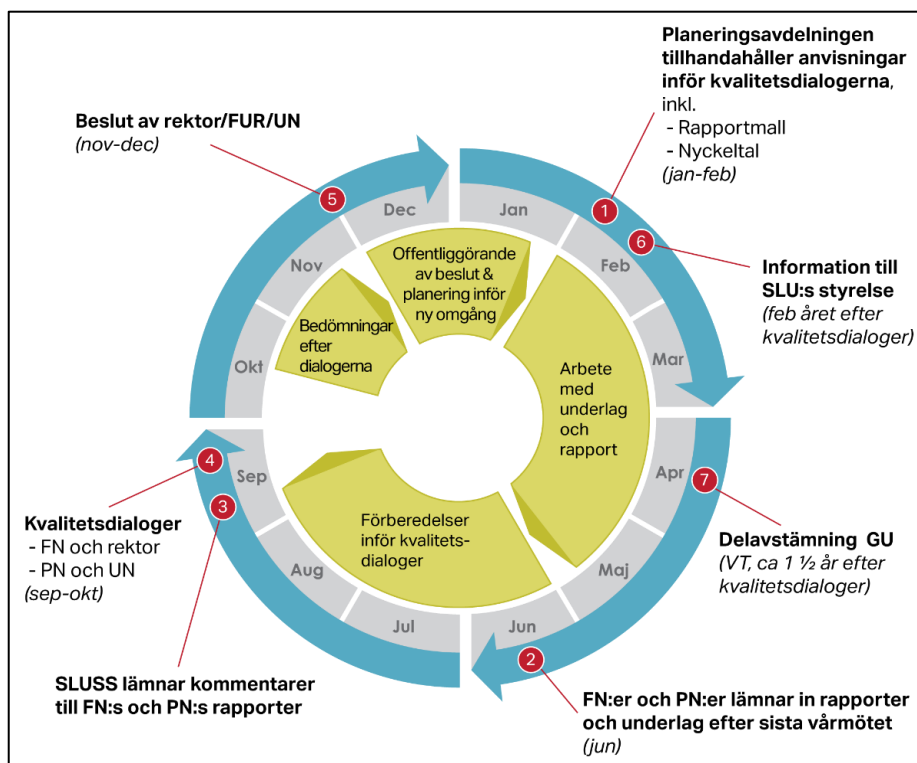 Planeringsavdelningen
tillhandahåller anvisningar
inför kvalitetsdialogerna,
inkl.
- Rapportmall
- Nyckeltal
(jan-feb)
Beslut av rektor/FUR/UN
(nov-dec)
5
1
6
Dec
Jan
Nov
Feb
Okt
Mar
Sep
Apr
Aug
Maj
Jul
Jun
Offentliggörande
av beslut &
planering inför
ny omgång
Bedömningar
efter
dialogerna
Arbete
med
underlag
och
rapport
Förberedelser
inför kvalitets-
dialoger
Information till
SLU:s styrelse
(feb året efter
kvalitetsdialoger)
4
3
7
2
Kvalitetsdialoger
- FN och rektor
- PN och UN
(sep-okt)
Delavstämning GU
(VT, ca 1 ½ år efter
kvalitetsdialoger)
SLUSS lämnar kommentarer
till FN:s och PN:s rapporter
FN:er och PN:er lämnar in rapporter
och underlag efter sista vårmötet
(jun)